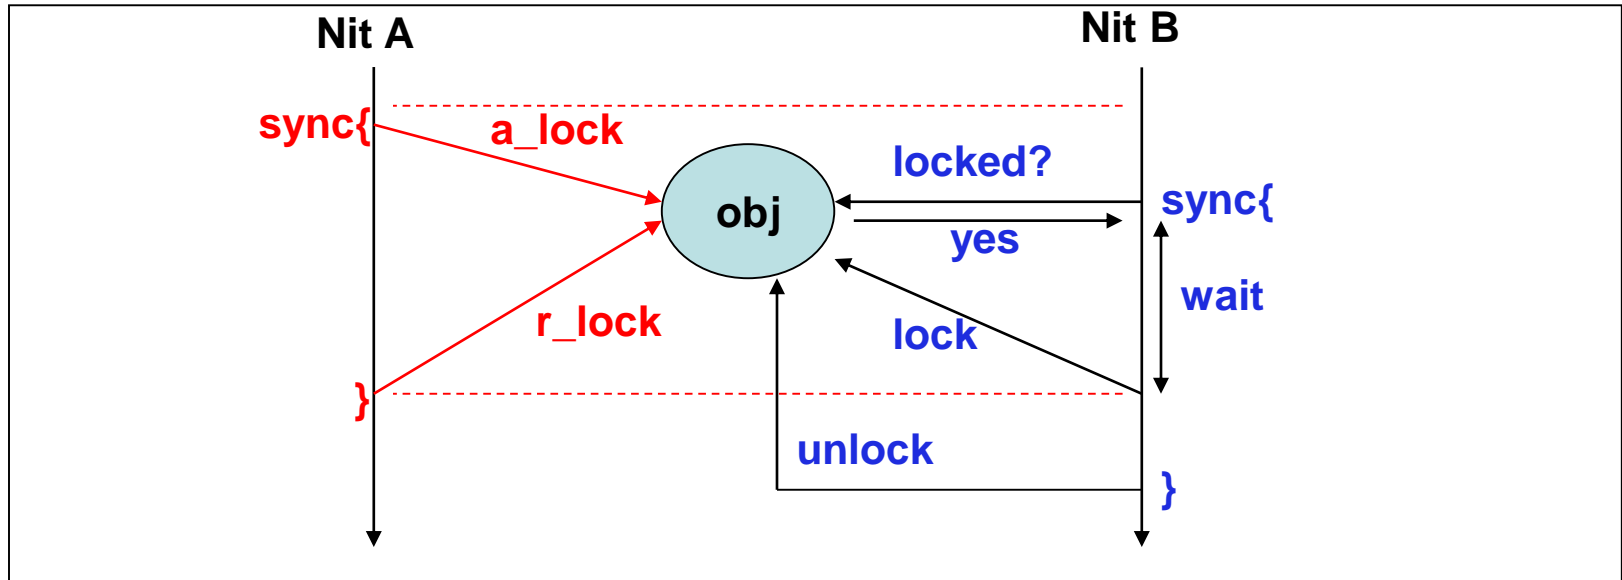 Nit A
Nit B
sync{
a_lock
locked?
obj
sync{
yes
wait
r_lock
lock
}
unlock
}